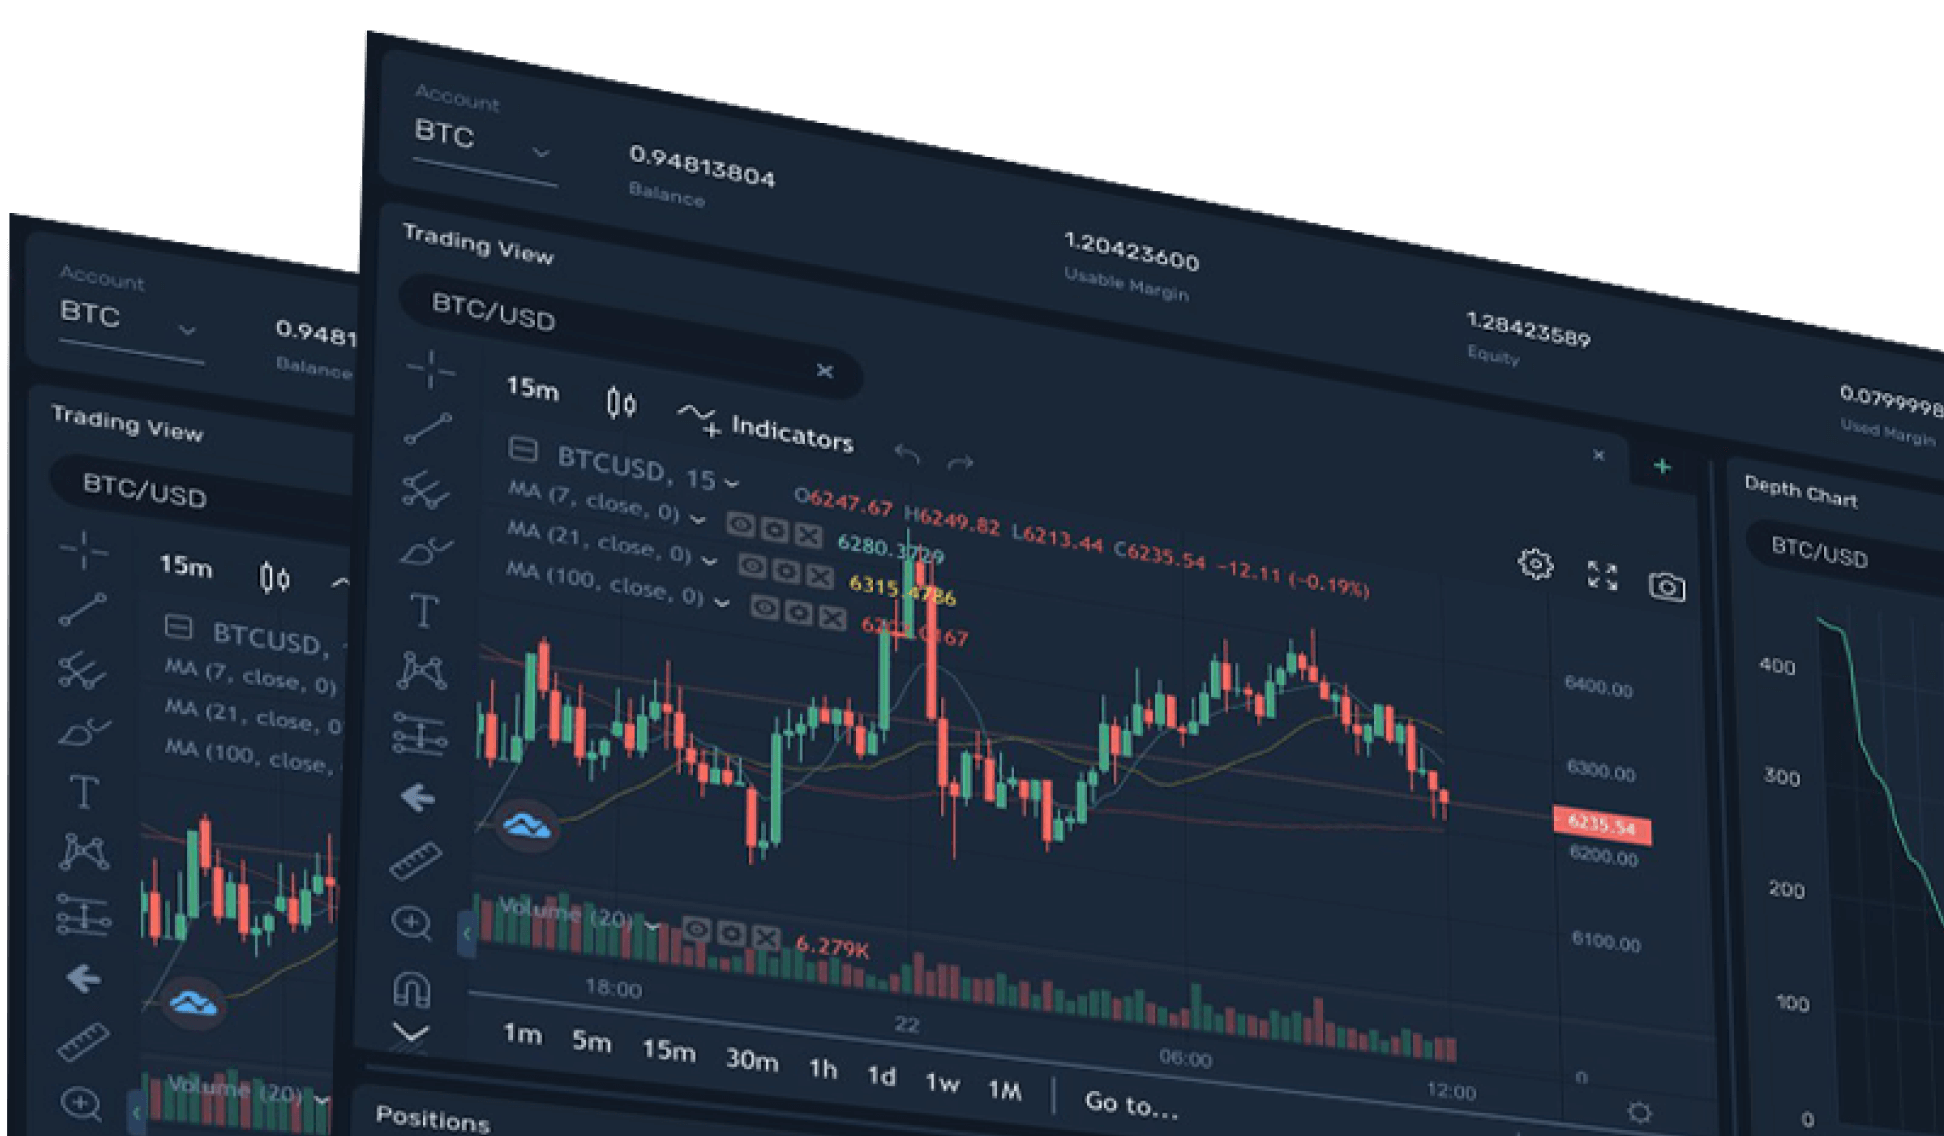 Account
BTC
0.94813804
Balance
1.20423600
Usable Margin
1.28423589
Equity
0.0799998
Used Margin
Trading View
BTC/USD
15m
Indicators
BTCUSD, 15
O6247.67 H6249.82 L6213.44 C6235.54 −12.11 (−0.19%)
MA (7, close, 0)
MA (21, close, 0)
6315.4786
MA (100, close, 0)
6400.00
6300.00
6235.54
6200.00
6100.00
0
Volume (20)
6.279K
18:00
22
06:00
12:00
1m 5m 15m 30m 1h 1d 1w 1M Go to...
Positions
Depth Chart
BTC/USD
400
300
200
100
0
Account
BTC
0.9481
Balance
Trading View
BTC/USD
15m
BTCUSD,
MA (7, close, 0)
MA (21, close, 0
MA (100, close,
Volume (20)